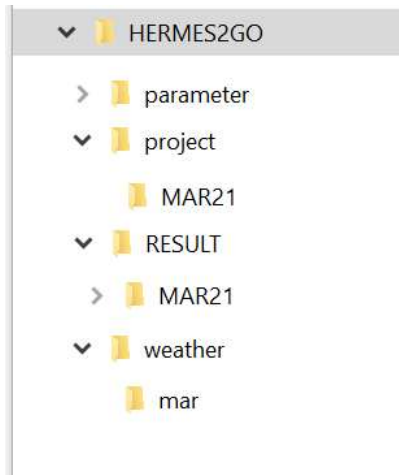 HERMES2GO
parameter
project
MAR21
RESULT
MAR21
weather
mar